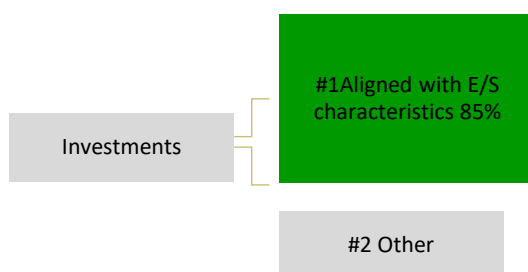 #1Aligned with E/S
characteristics 85%
Investments
#2 Other